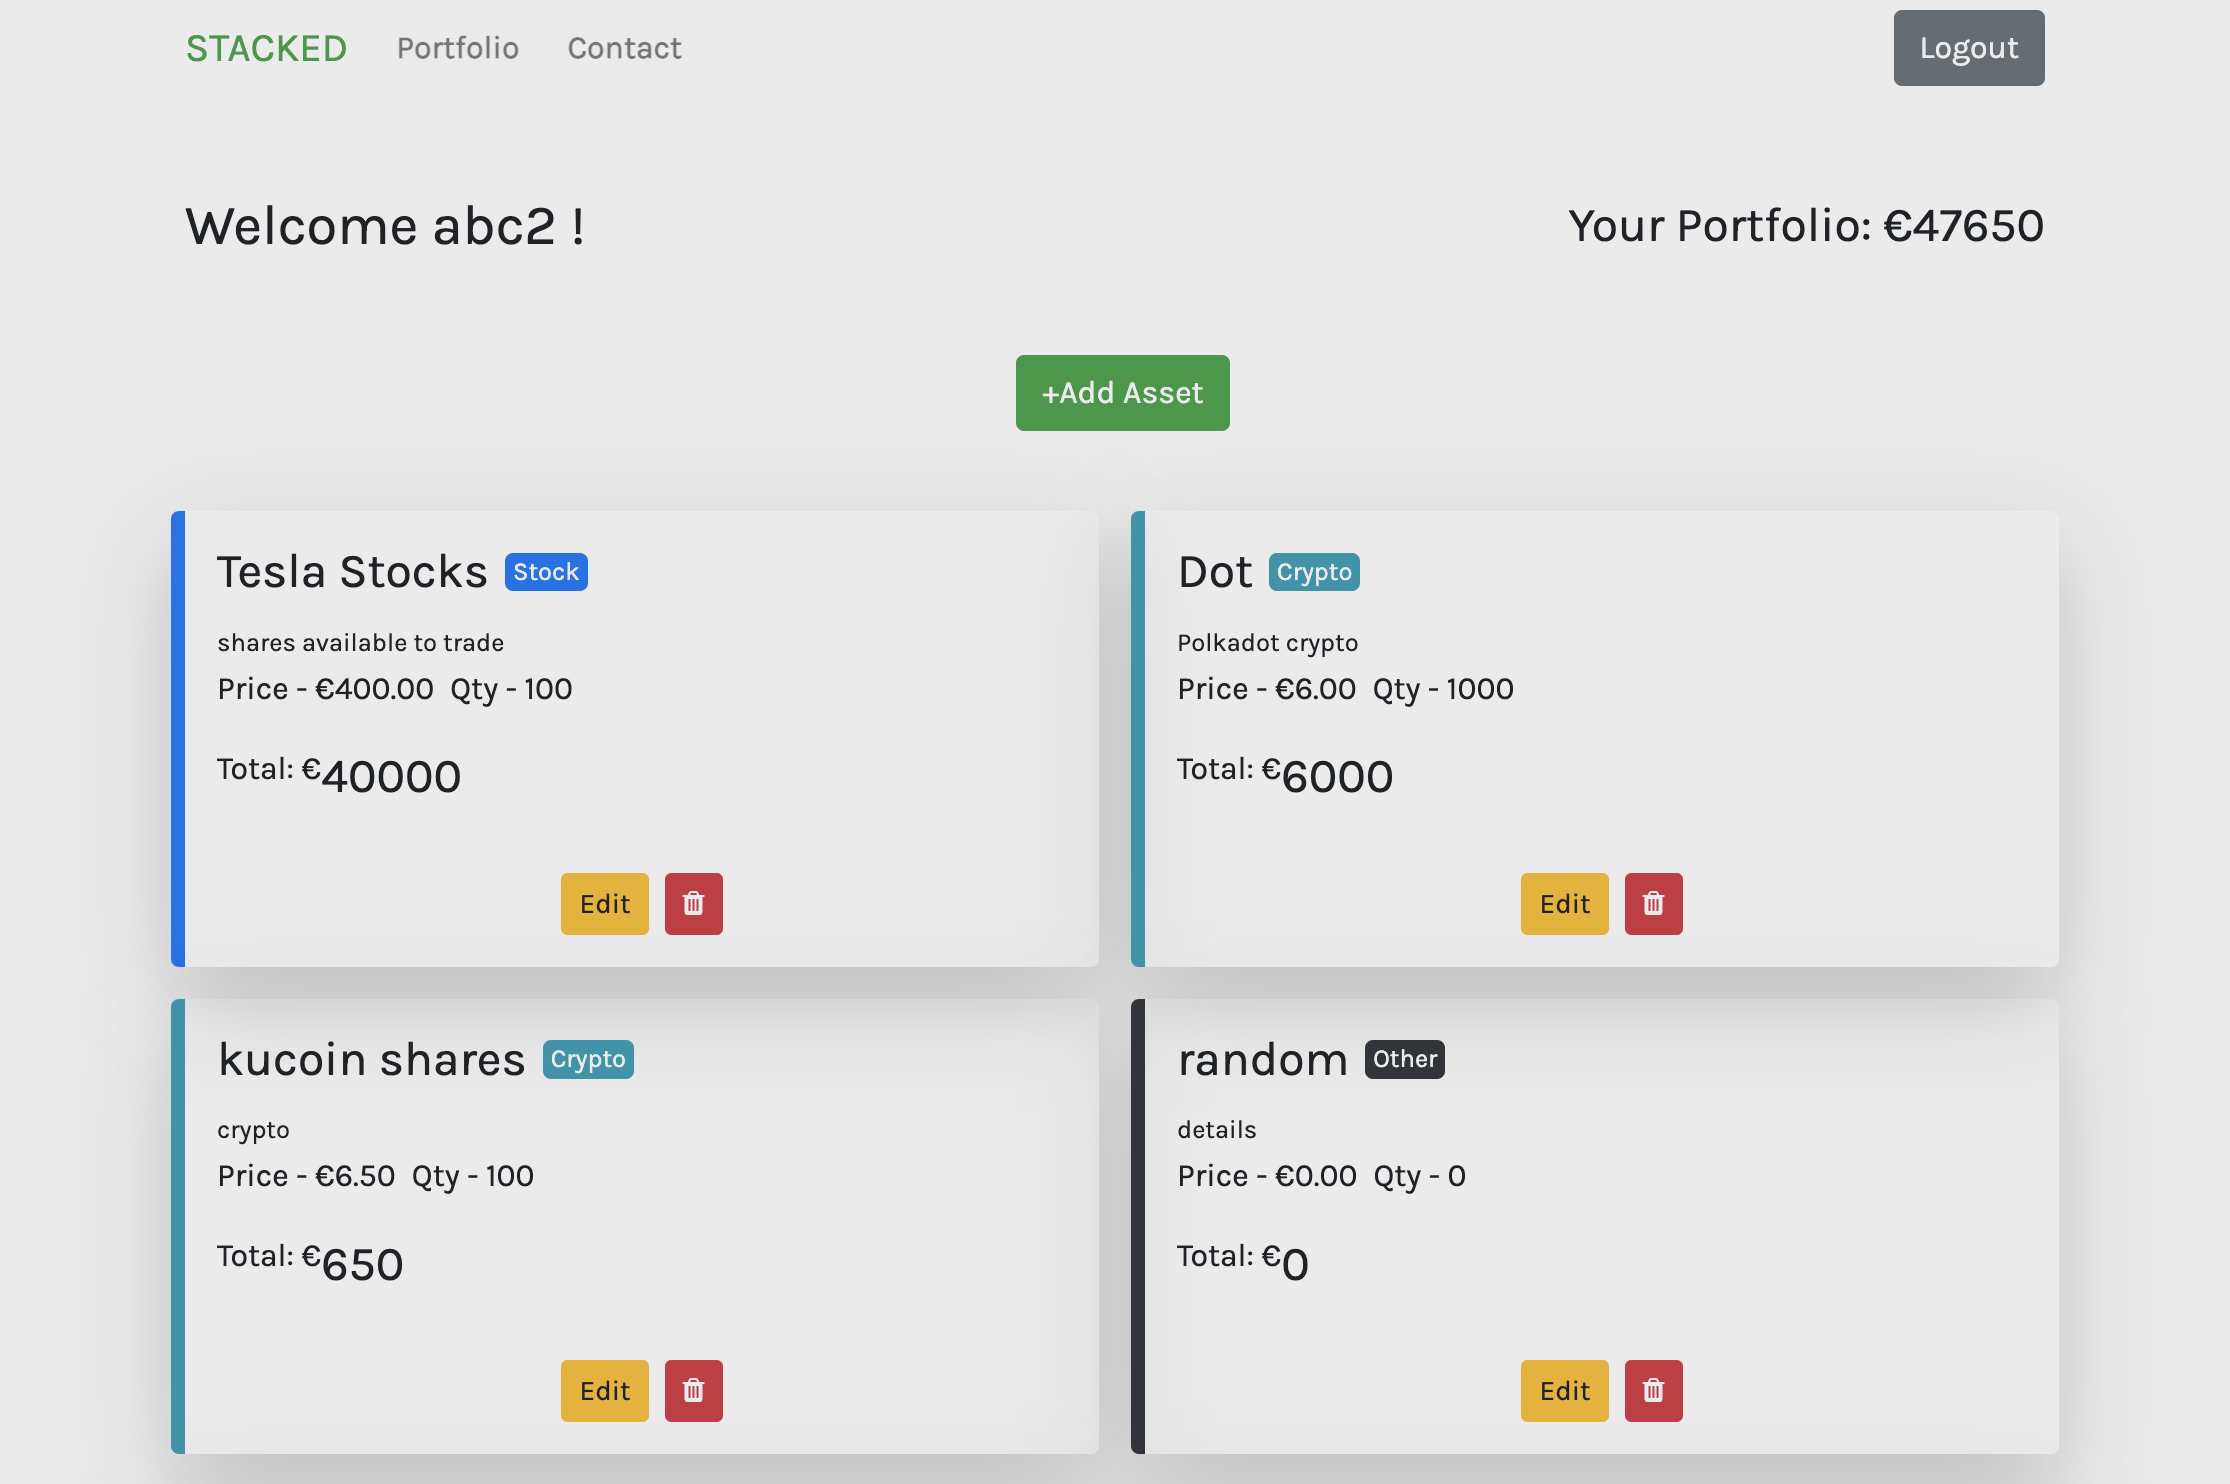 STACKED Portfolio Contact Logout
Welcome abc2 ! Your Portfolio: €47650
+Add Asset
Tesla Stocks Stock
shares available to trade
Price - €400.00 Qty - 100
Total: €40000
Edit
Dot Crypto
Polkadot crypto
Price - €6.00 Qty - 1000
Total: €6000
Edit
kucoin shares Crypto
crypto
Price - €6.50 Qty - 100
Total: €650
Edit
random Other
details
Price - €0.00 Qty - 0
Total: €0
Edit